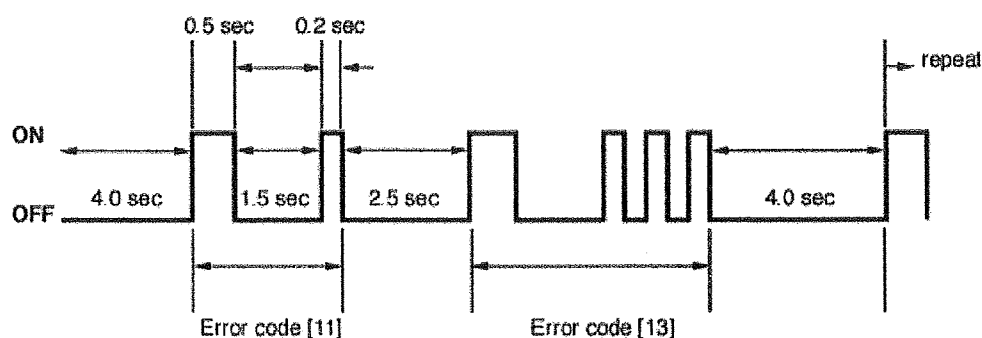 0.5 sec 0.2 sec
repeat
ON
4.0 sec 1.5 sec 2.5 sec 4.0 sec
OFF
Error code [11] Error code [13]